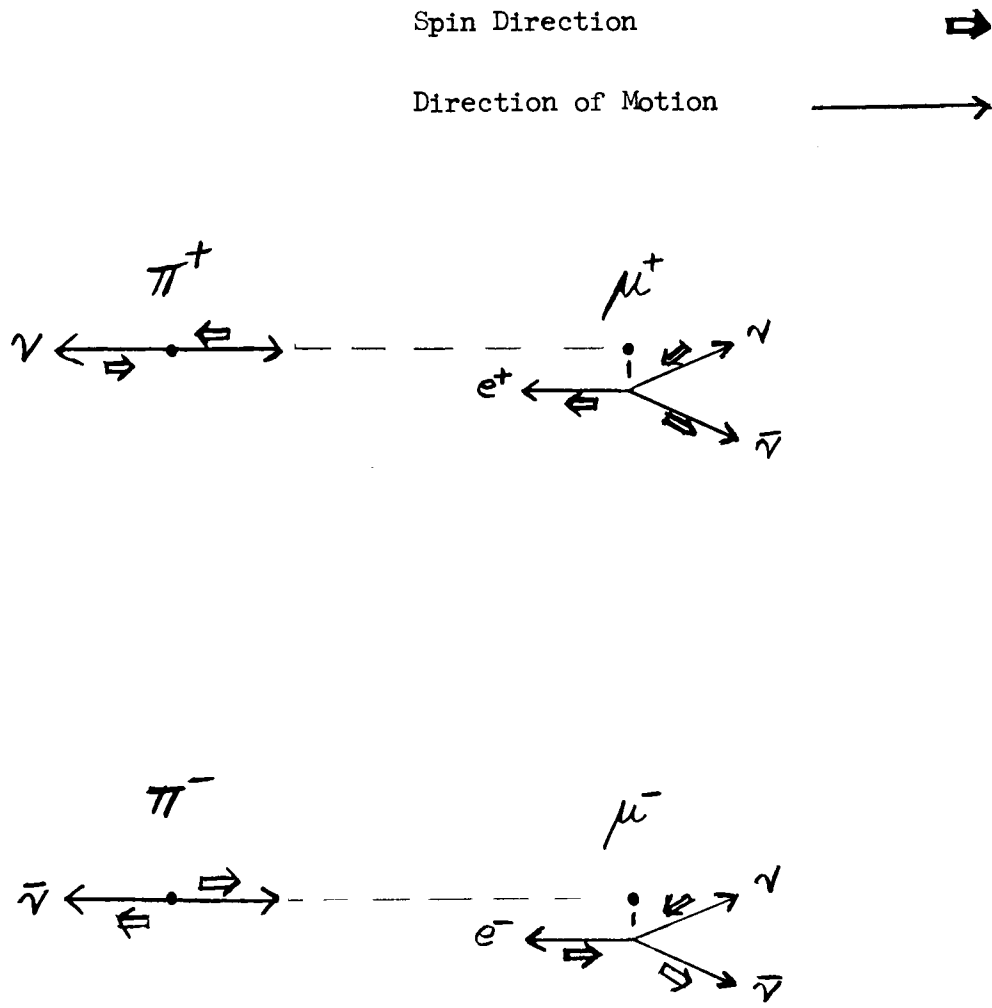 Spin Direction
Direction of Motion
π⁺
μ⁺
ν
ν
e⁺
ν̄
π⁻
μ⁻
ν̄
ν
e⁻
ν̄